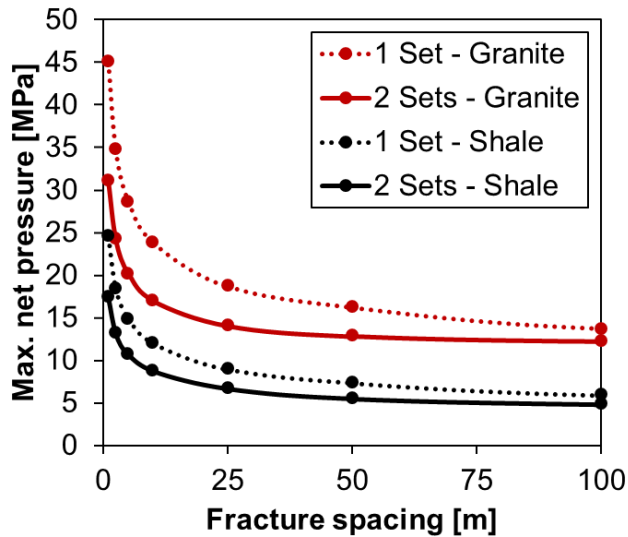 50
45
40
35
30
25
20
15
10
5
0
Max. net pressure [MPa]
1 Set - Granite
2 Sets - Granite
1 Set - Shale
2 Sets - Shale
0 25 50 75 100
Fracture spacing [m]